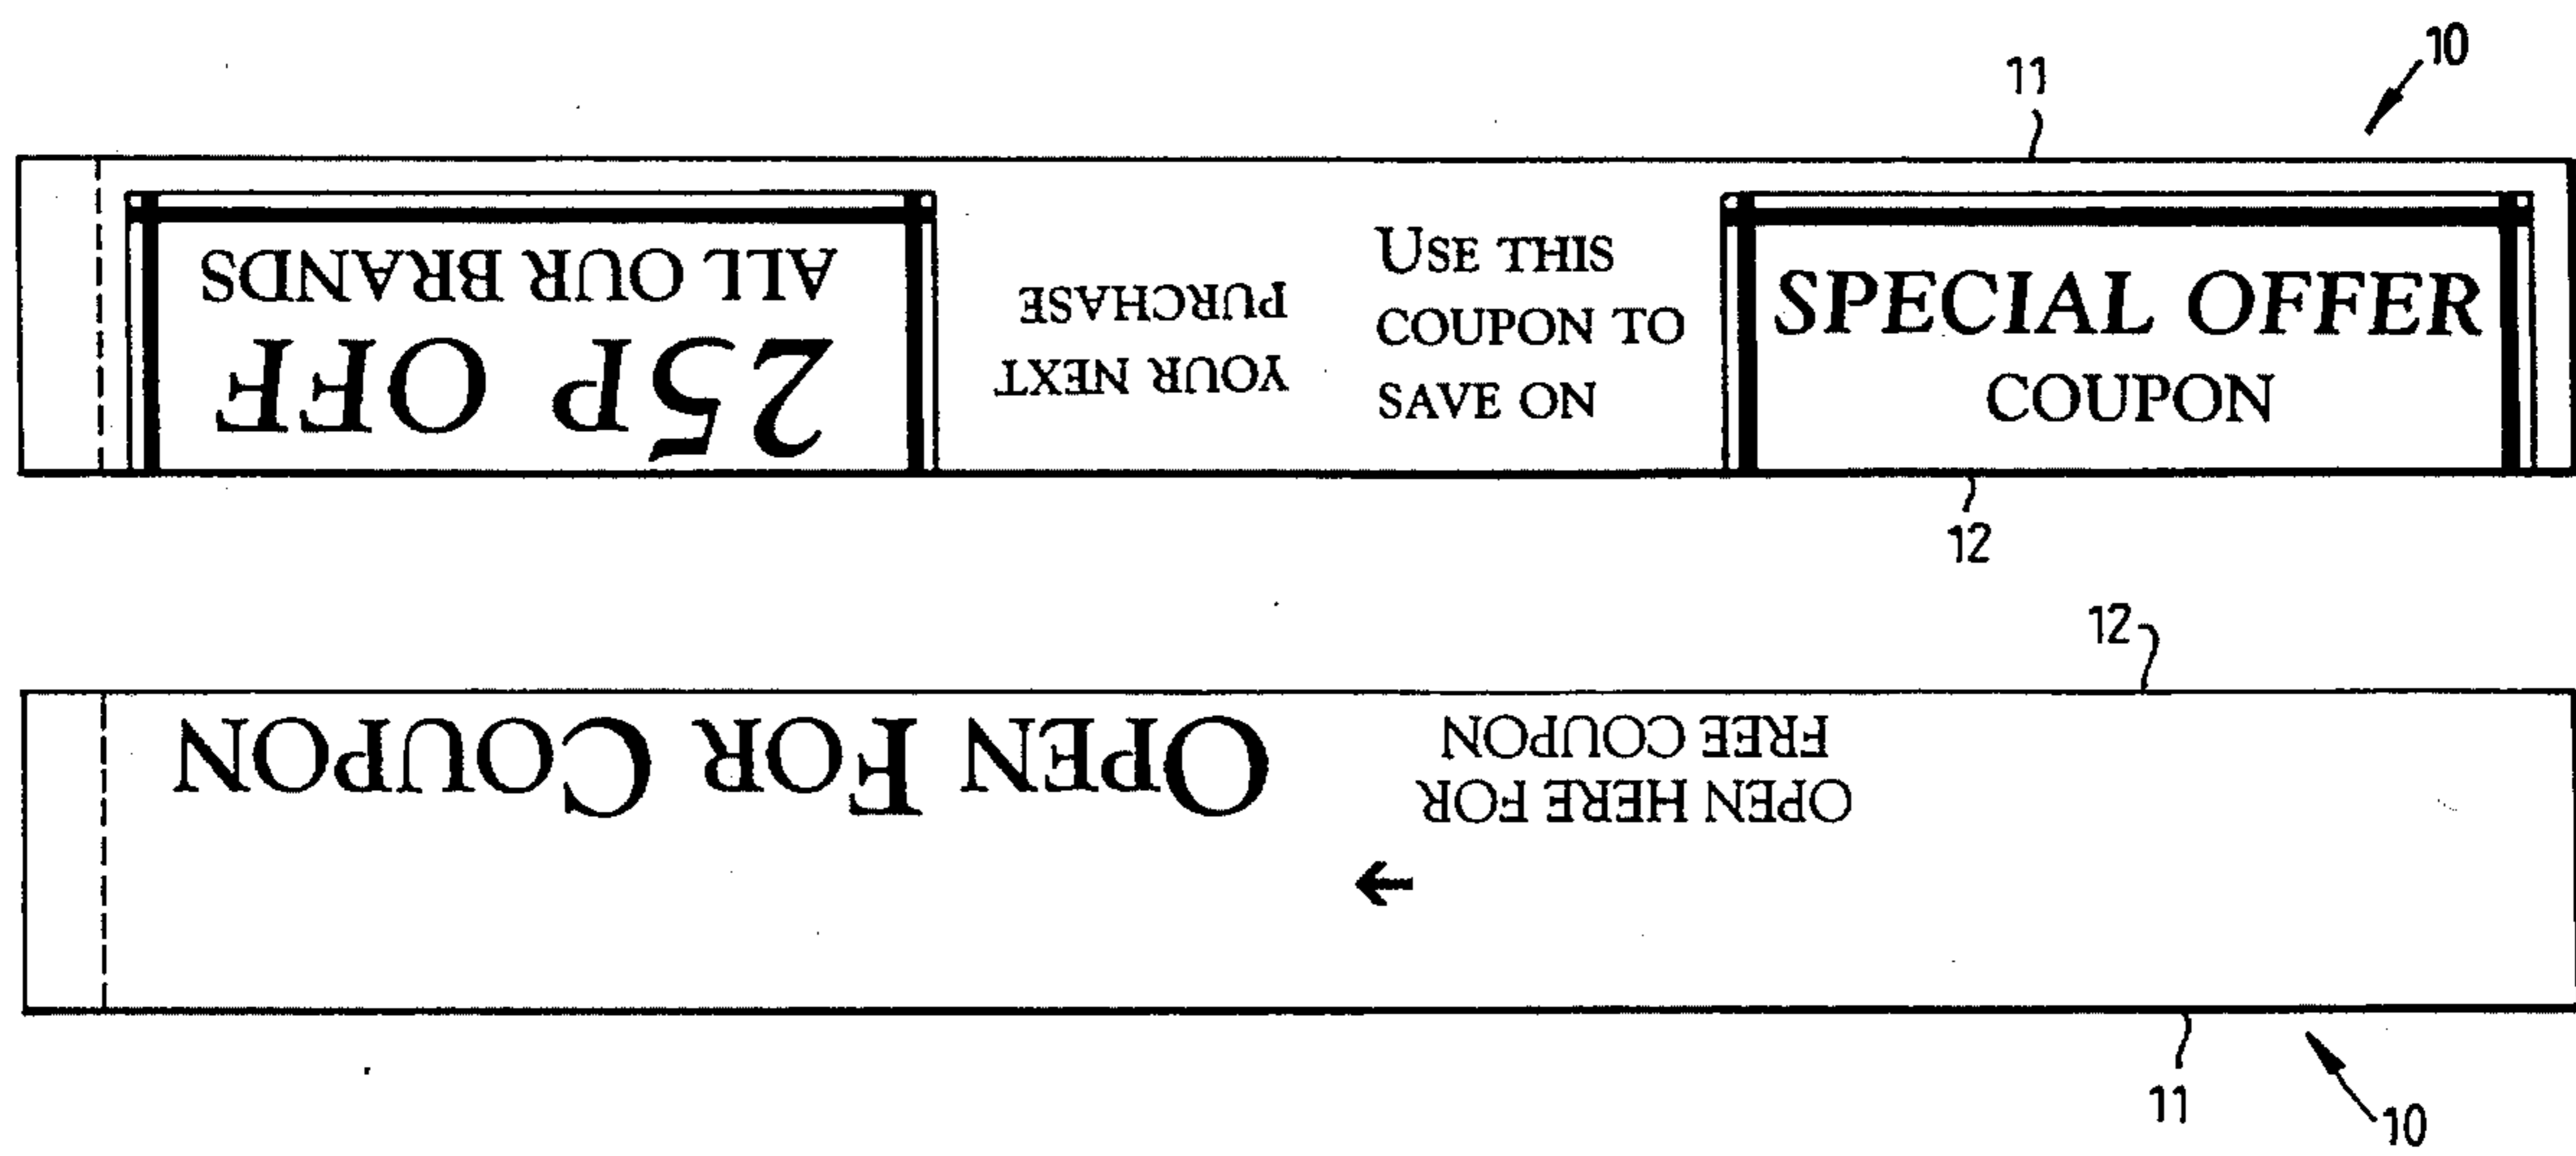 10
11
25P OFF
ALL OUR BRANDS
YOUR NEXT
PURCHASE
USE THIS
COUPON TO
SAVE ON
SPECIAL OFFER
COUPON
12
12
OPEN FOR COUPON
OPEN HERE FOR
FREE COUPON
11
10